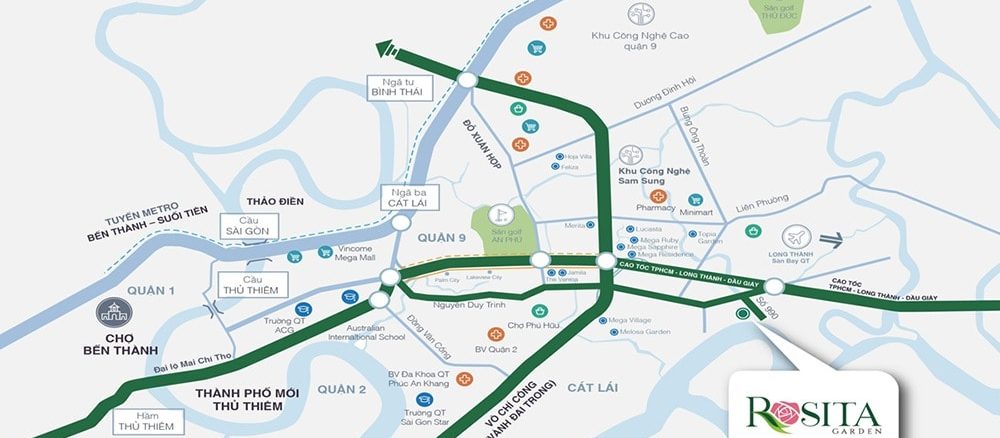 Sân golf
THỦ ĐỨC
Khu Công Nghệ Cao
quận 9
Ngã tư
BÌNH THÁI
Duong Đinh Hội
ĐỖ XUÂN HỢP
Bung Ông Thoàn
Hoja Villa
Feliza
Khu Công Nghệ
Sam Sung
Pharmacy
Minimart
Liên Phường
Ngã ba
CÁT LÁI
THẢO ĐIỀN
TUYẾN METRO
BẾN THÀNH – SUỐI TIÊN
Cầu
SÀI GÒN
QUẬN 9
Sân golf
AN PHÚ
Merita
Lucasta
Mega Ruby
Mega Sapphire
Mega Residence
Topia
Garden
LONG THÀNH
Sân Bay QT
Vincome
Mega Mall
CAO TỐC TPHCM - LONG THÀNH - DẦU GIÂY
CAO TỐC
TPHCM - LONG THÀNH - DẦU GIÂY
Cầu
THỦ THIÊM
QUẬN 1
Palm City
Lakeview City
The Venica
Jamila
Nguyễn Duy Trinh
Số 990
CHỢ
BẾN THÀNH
Trường QT
ACG
Australian
Internaltional School
Đồng Văn Cống
Chợ Phú Hữu
Mega Village
Melosa Garden
BV Quận 2
Đại lộ Mai Chi Tho
THÀNH PHỐ MỚI
THỦ THIÊM
QUẬN 2
BV Đa Khoa QT
Phúc An Khang
Trường QT
Sài Gòn Star
VÕ CHÍ CÔNG
(VÀNH ĐAI TRONG)
CÁT LÁI
Hầm
THỦ THIÊM
ROSITA
GARDEN